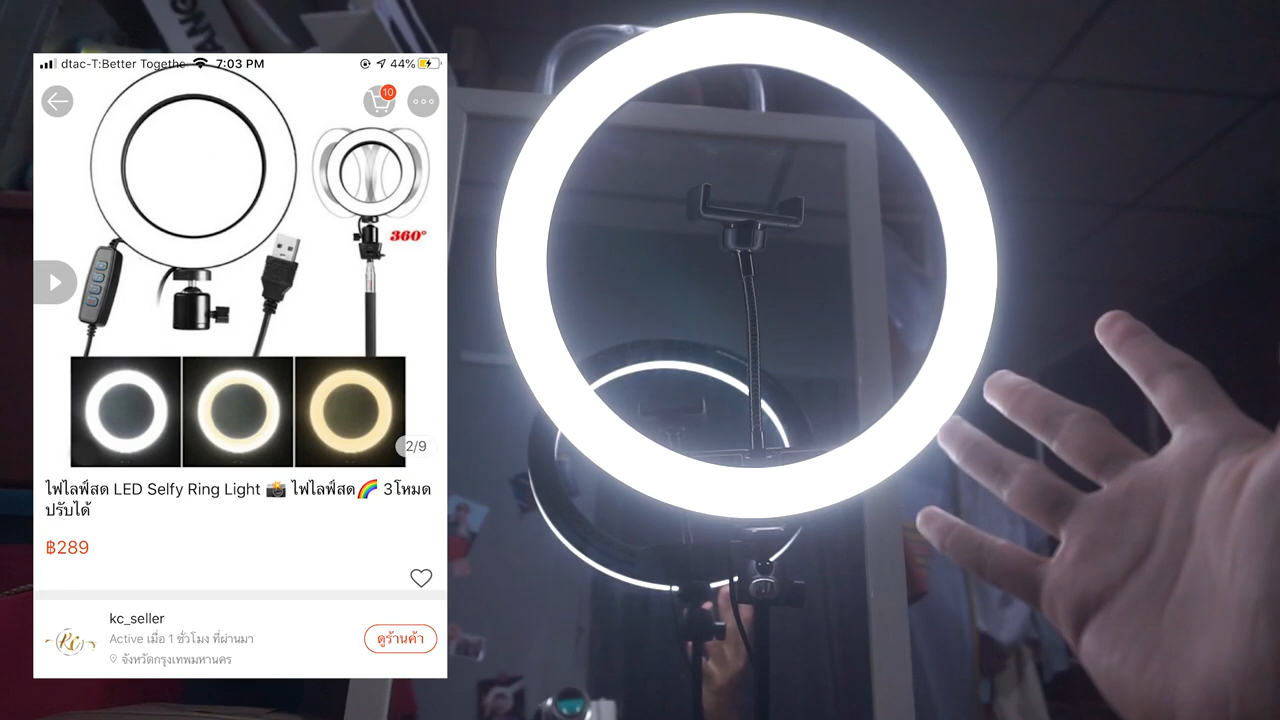 dtac-T:Better Togethe 7:03 PM 44%
10
360°
2/9
ไฟไลฟ์สด LED Selfy Ring Light 📸 ไฟไลฟ์สด🌈 3โหมด
ปรับได้
฿289
kc_seller
Active เมื่อ 1 ชั่วโมง ที่ผ่านมา
จังหวัดกรุงเทพมหานคร
ดูร้านค้า
KC